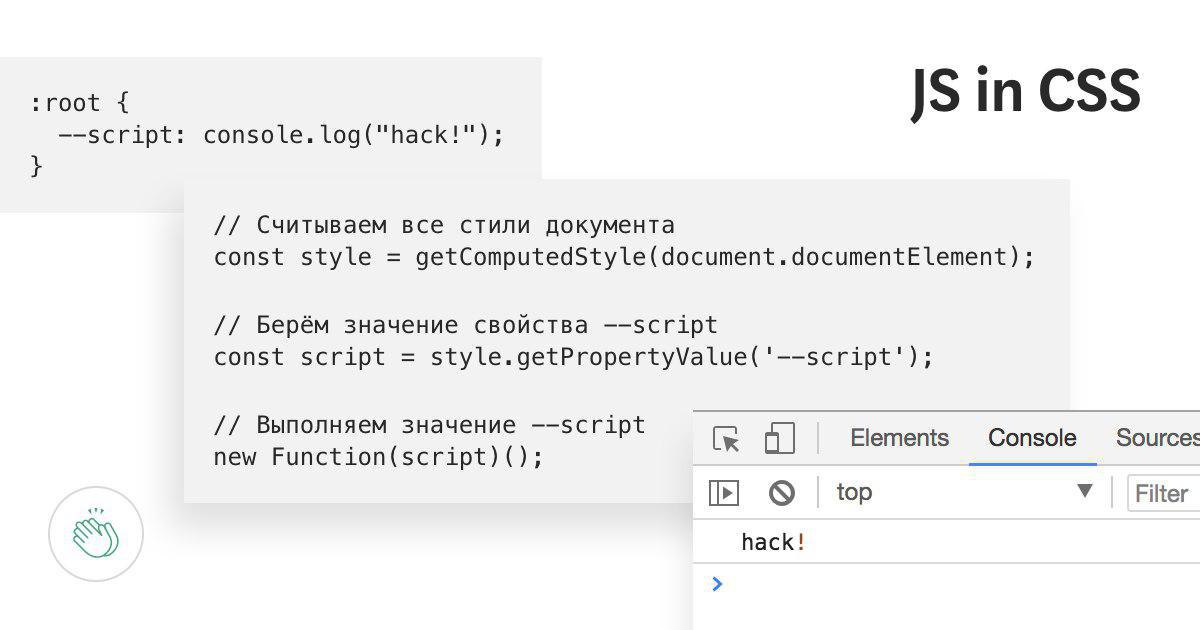 JS in CSS
:root {
  --script: console.log("hack!");
}
// Считываем все стили документа
const style = getComputedStyle(document.documentElement);
// Берём значение свойства --script
const script = style.getPropertyValue('--script');
// Выполняем значение --script
new Function(script)();
Elements Console Sources
top Filter
hack!
>